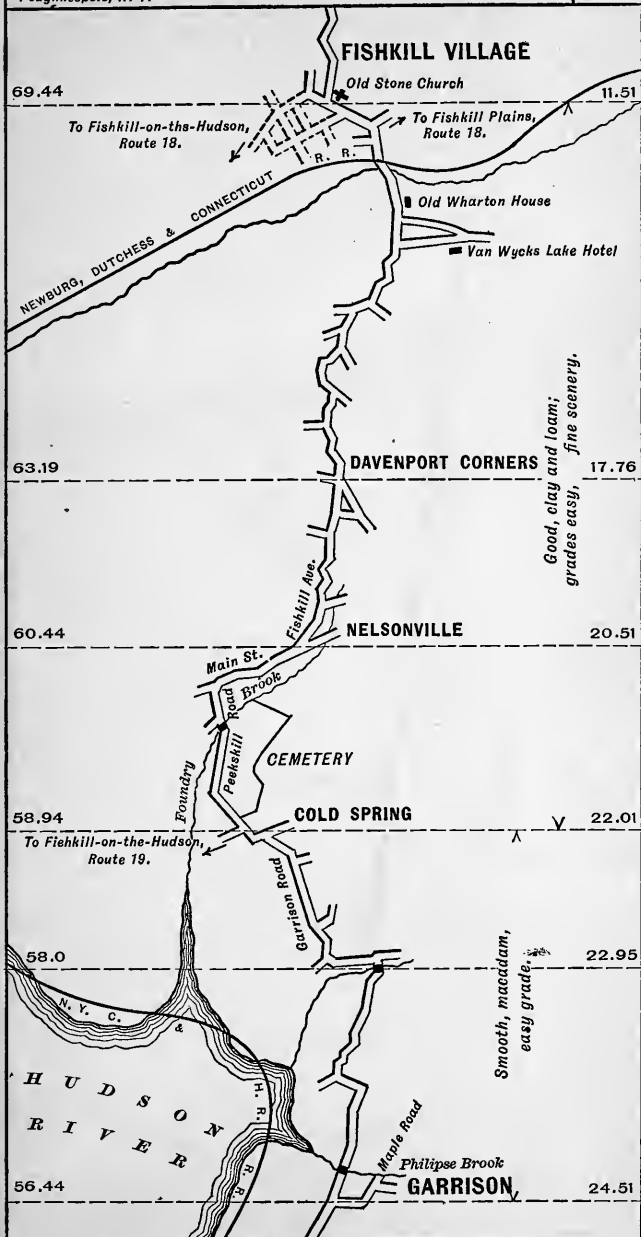 Poughkeepsie, N. Y.
FISHKILL VILLAGE
Old Stone Church
69.44
11.51
To Fishkill-on-ths-Hudson,
Route 18.
To Fishkill Plains,
Route 18.
R. R.
NEWBURG, DUTCHESS & CONNECTICUT
Old Wharton House
Van Wycks Lake Hotel
Good, clay and loam;
grades easy, fine scenery.
63.19
DAVENPORT CORNERS
17.76
Fishkill Ave.
60.44
NELSONVILLE
20.51
Main St.
Road
Brook
Peekskill
CEMETERY
Foundry
COLD SPRING
58.94
22.01
To Fiehkill-on-the-Hudson,
Route 19.
Garrison Road
58.0
22.95
Smooth, macadam,
easy grade.
N. Y. C.
&
H. R.
R. R.
HUDSON
RIVER
Maple Road
Philipse Brook
56.44
GARRISON
24.51